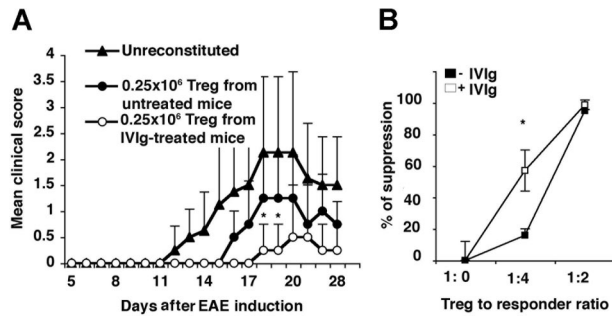 A
Unreconstituted
0.25x10⁶ Treg from
untreated mice
0.25x10⁶ Treg from
IVIg-treated mice
Mean clinical score
4
3.5
3
2.5
2
1.5
1
0.5
0
* *
5 8 11 14 17 20 28
Days after EAE induction
B
- IVIg
+ IVIg
% of suppression
100
80
60
40
20
0
*
1: 0 1:4 1:2
Treg to responder ratio